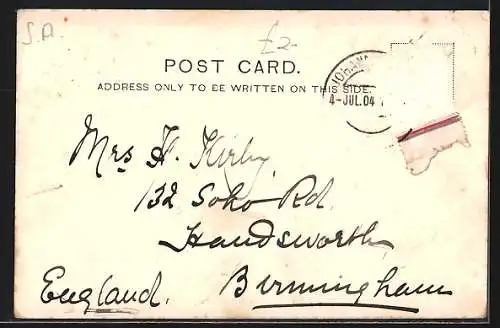 S.A.
£2-
POST CARD.
ADDRESS ONLY TO BE WRITTEN ON THIS SIDE.
JOHANN
4-JUL.04
Mrs H. Kirby
132 Soho Rd.
Handsworth
Birmingham
England.